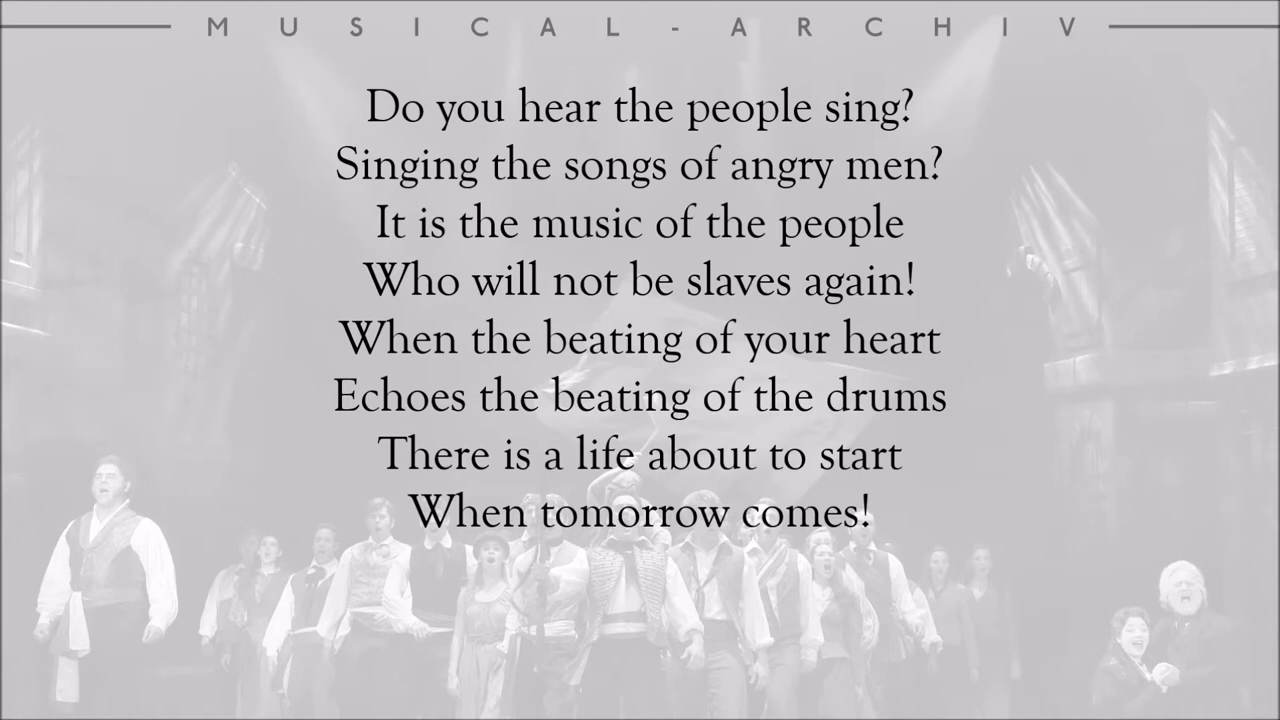 MUSICAL-ARCHIV
Do you hear the people sing?
Singing the songs of angry men?
It is the music of the people
Who will not be slaves again!
When the beating of your heart
Echoes the beating of the drums
There is a life about to start
When tomorrow comes!